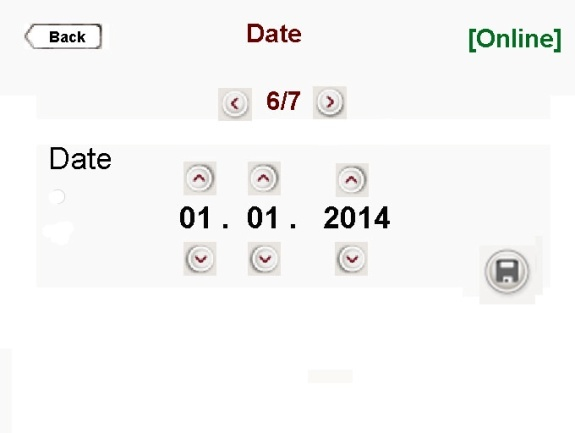 Back
Date
[Online]
6/7
Date
01 . 01 . 2014